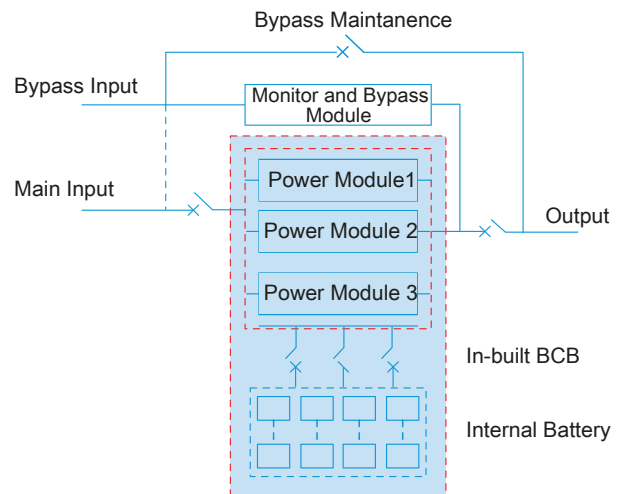 Bypass Maintanence
Bypass Input
Monitor and Bypass
Module
Main Input
Power Module1
Power Module 2
Output
Power Module 3
In-built BCB
Internal Battery